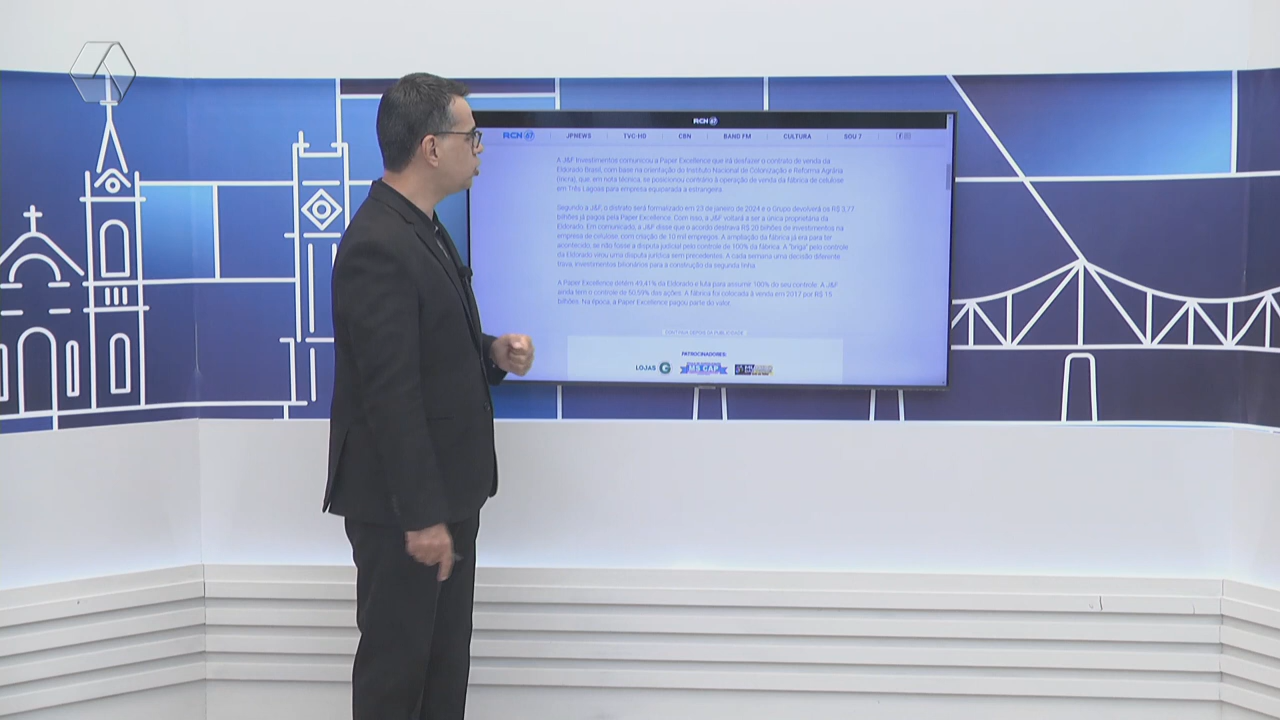 RCN 67
RCN 67 JPNEWS TVC-HD CBN BAND FM CULTURA SOU 7
A J&F Investimentos comunicou a Paper Excellence que irá desfazer o contrato de venda da
Eldorado Brasil, com base na orientação do Instituto Nacional de Colonização e Reforma Agrária
(Incra), que, em nota técnica, se posicionou contrário à operação de venda da fábrica de celulose
em Três Lagoas para empresa equiparada a estrangeira.
Segundo a J&F, o distrato será formalizado em 23 de janeiro de 2024 e o Grupo devolverá os R$ 3,77
bilhões já pagos pela Paper Excellence. Com isso, a J&F voltará a ser a única proprietária da
Eldorado. Em comunicado, a J&F disse que o acordo destrava R$ 20 bilhões de investimentos na
empresa de celulose, com criação de 10 mil empregos. A ampliação da fábrica já era para ter
acontecido, se não fosse a disputa judicial pelo controle de 100% da fábrica. A "briga" pelo controle
da Eldorado virou uma disputa jurídica sem precedentes. A cada semana uma decisão diferente
trava, investimentos bilionários para a construção da segunda linha.
A Paper Excellence detém 49,41% da Eldorado e luta para assumir 100% do seu controle. A J&F
ainda tem o controle de 50,59% das ações. A fábrica foi colocada à venda em 2017 por R$ 15
bilhões. Na época, a Paper Excellence pagou parte do valor.
CONTINUA DEPOIS DA PUBLICIDADE
PATROCINADORES:
LOJAS G MS CAP